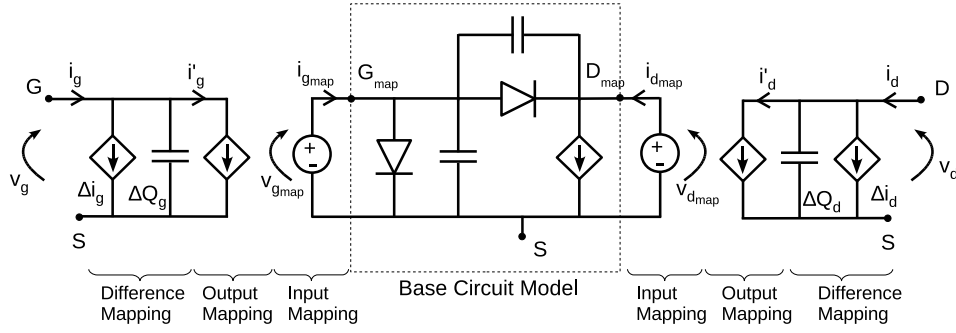 G
i_g
i'_g
v_g
Δi_g
ΔQ_g
S
i_gmap
G_map
v_gmap
+
-
D_map
i_dmap
S
+
-
v_dmap
i'_d
i_d
D
v_d
ΔQ_d
Δi_d
S
Difference
Mapping
Output
Mapping
Input
Mapping
Base Circuit Model
Input
Mapping
Output
Mapping
Difference
Mapping